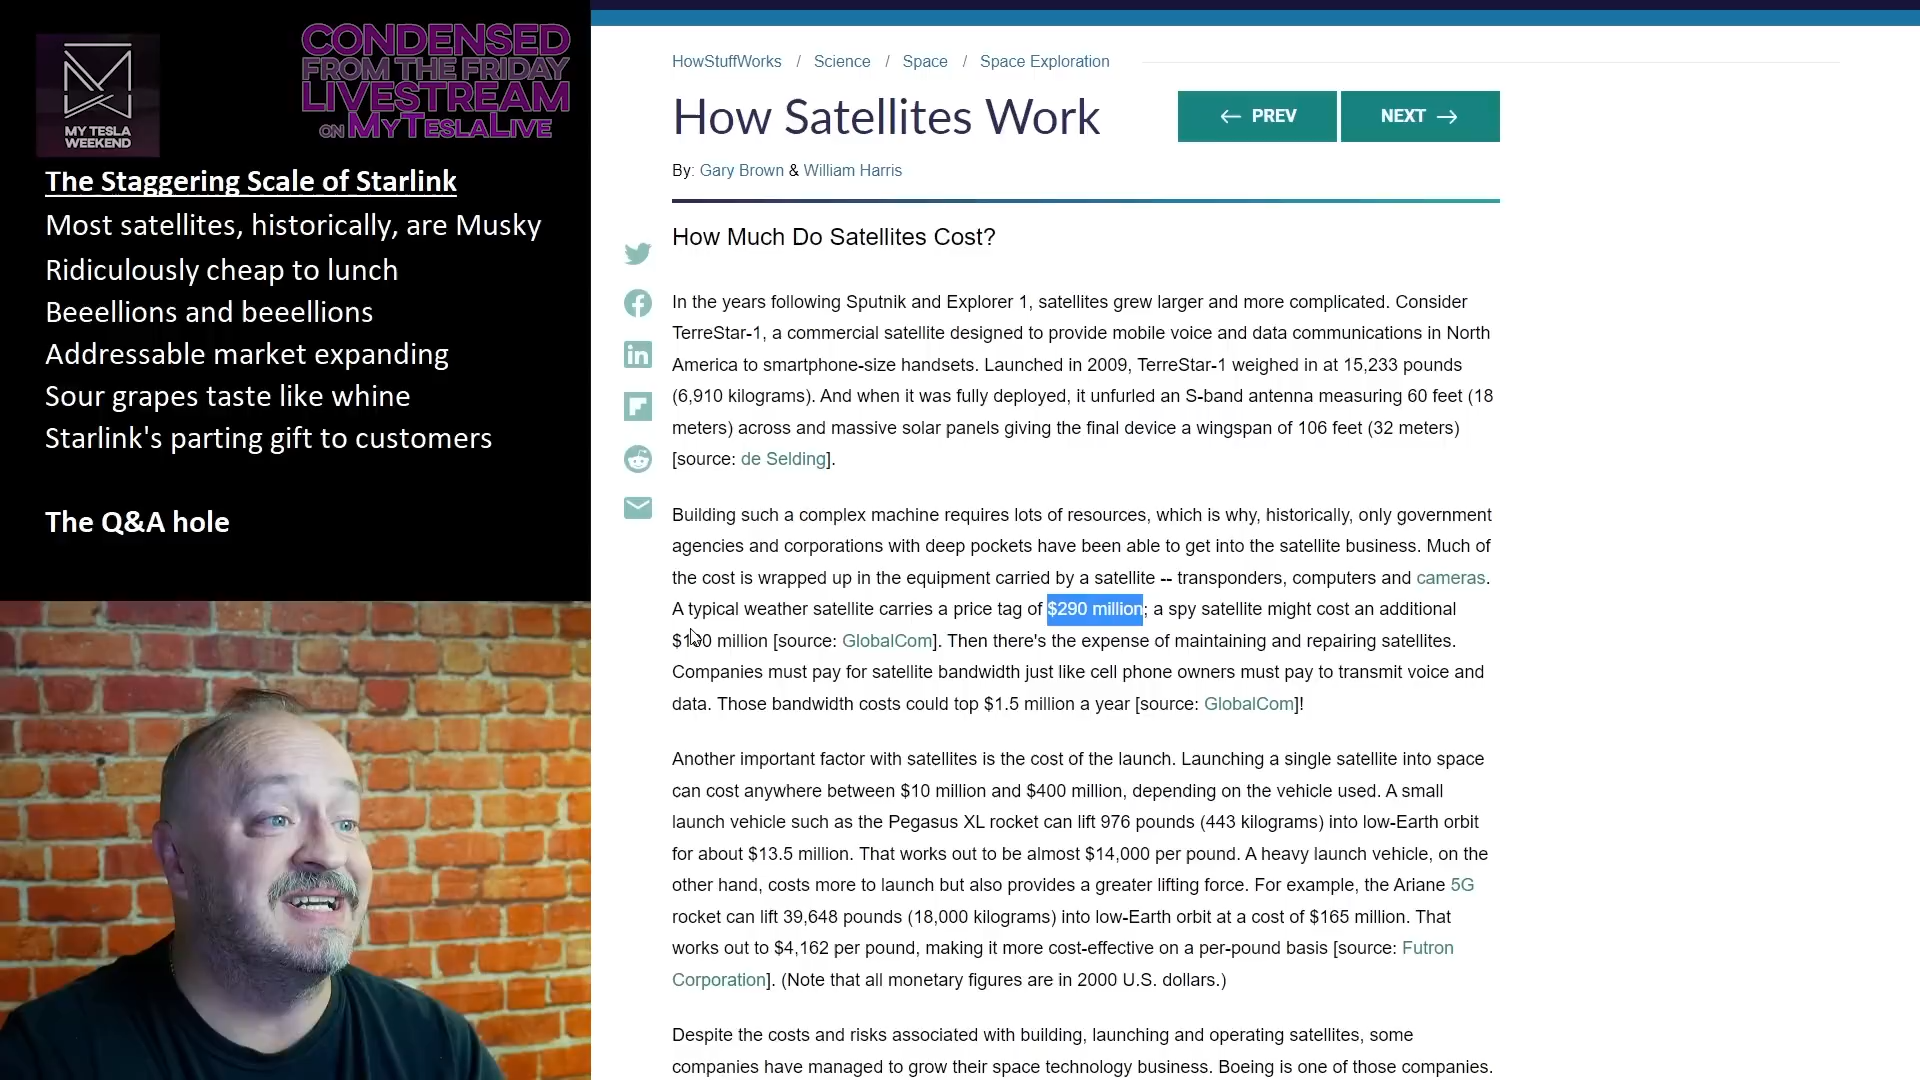 MY TESLA
WEEKEND
CONDENSED
FROM THE FRIDAY
LIVESTREAM
ON MYTESLALIVE
The Staggering Scale of Starlink
Most satellites, historically, are Musky
Ridiculously cheap to lunch
Beeellions and beeellions
Addressable market expanding
Sour grapes taste like whine
Starlink's parting gift to customers
The Q&A hole
HowStuffWorks / Science / Space / Space Exploration
How Satellites Work
← PREV
NEXT →
By: Gary Brown & William Harris
How Much Do Satellites Cost?
In the years following Sputnik and Explorer 1, satellites grew larger and more complicated. Consider
TerreStar-1, a commercial satellite designed to provide mobile voice and data communications in North
America to smartphone-size handsets. Launched in 2009, TerreStar-1 weighed in at 15,233 pounds
(6,910 kilograms). And when it was fully deployed, it unfurled an S-band antenna measuring 60 feet (18
meters) across and massive solar panels giving the final device a wingspan of 106 feet (32 meters)
[source: de Selding].
Building such a complex machine requires lots of resources, which is why, historically, only government
agencies and corporations with deep pockets have been able to get into the satellite business. Much of
the cost is wrapped up in the equipment carried by a satellite -- transponders, computers and cameras.
A typical weather satellite carries a price tag of $290 million; a spy satellite might cost an additional
million [source: GlobalCom]. Then there's the expense of maintaining and repairing satellites.
Companies must pay for satellite bandwidth just like cell phone owners must pay to transmit voice and
data. Those bandwidth costs could top $1.5 million a year [source: GlobalCom]!
Another important factor with satellites is the cost of the launch. Launching a single satellite into space
can cost anywhere between $10 million and $400 million, depending on the vehicle used. A small
launch vehicle such as the Pegasus XL rocket can lift 976 pounds (443 kilograms) into low-Earth orbit
for about $13.5 million. That works out to be almost $14,000 per pound. A heavy launch vehicle, on the
other hand, costs more to launch but also provides a greater lifting force. For example, the Ariane 5G
rocket can lift 39,648 pounds (18,000 kilograms) into low-Earth orbit at a cost of $165 million. That
works out to $4,162 per pound, making it more cost-effective on a per-pound basis [source: Futron
Corporation]. (Note that all monetary figures are in 2000 U.S. dollars.)
Despite the costs and risks associated with building, launching and operating satellites, some
companies have managed to grow their space technology business. Boeing is one of those companies.